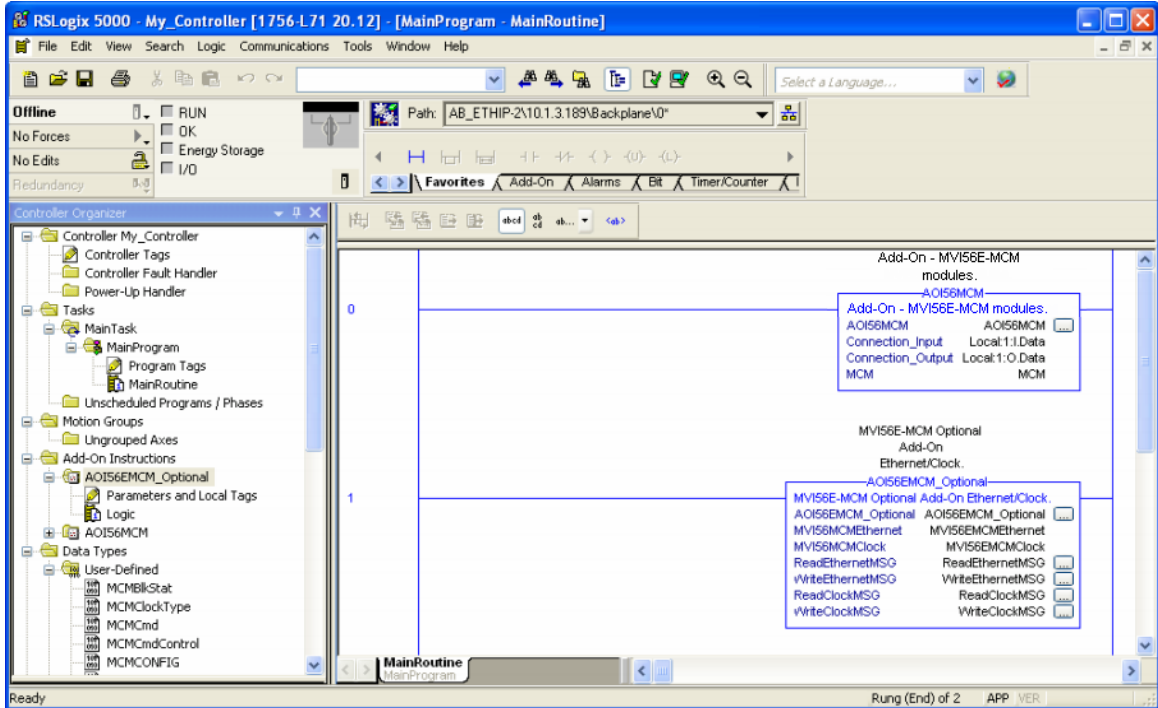 RSLogix 5000 - My_Controller [1756-L71 20.12] - [MainProgram - MainRoutine]
File Edit View Search Logic Communications Tools Window Help
Select a Language...
Offline
RUN
No Forces
OK
No Edits
Energy Storage
Redundancy
I/O
Path: AB_ETHIP-2\10.1.3.189\Backplane\0*
Favorites Add-On Alarms Bit Timer/Counter
Controller Organizer
abcd ab cd ab... <ab>
Controller My_Controller
Controller Tags
Controller Fault Handler
Power-Up Handler
Tasks
MainTask
MainProgram
Program Tags
MainRoutine
Unscheduled Programs / Phases
Motion Groups
Ungrouped Axes
Add-On Instructions
AOI56EMCM_Optional
Parameters and Local Tags
Logic
AOI56MCM
Data Types
User-Defined
MCMBlkStat
MCMClockType
MCMCmd
MCMCmdControl
MCMCONFIG
0
Add-On - MVI56E-MCM
modules.
AOI56MCM
Add-On - MVI56E-MCM modules.
AOI56MCM AOI56MCM ...
Connection_Input Local:1:I.Data
Connection_Output Local:1:O.Data
MCM MCM
1
MVI56E-MCM Optional
Add-On
Ethernet/Clock.
AOI56EMCM_Optional
MVI56E-MCM Optional Add-On Ethernet/Clock.
AOI56EMCM_Optional AOI56EMCM_Optional ...
MVI56MCMEthernet MVI56EMCMEthernet
MVI56MCMClock MVI56EMCMClock
ReadEthernetMSG ReadEthernetMSG ...
WriteEthernetMSG WriteEthernetMSG ...
ReadClockMSG ReadClockMSG ...
WriteClockMSG WriteClockMSG ...
MainRoutine
MainProgram
Ready
Rung (End) of 2 APP VER